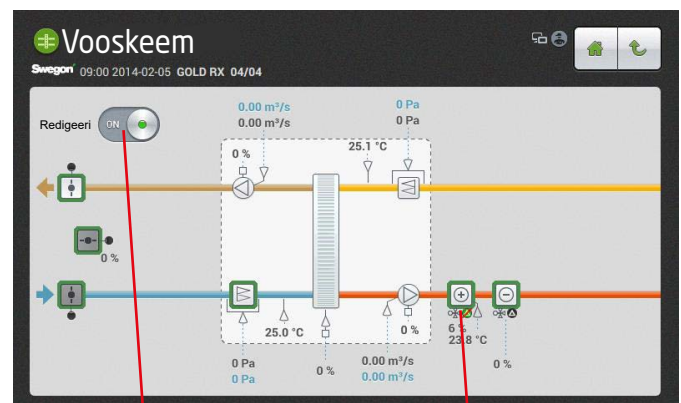 Vooskeem
Swegon 09:00 2014-02-05 GOLD RX 04/04
Redigeeri ON
0.00 m³/s
0.00 m³/s
0 Pa
0 Pa
0 %
25.1 °C
0 %
25.0 °C
0 %
6 %
23.8 °C
0 Pa
0 Pa
0 %
0.00 m³/s
0.00 m³/s
0 %